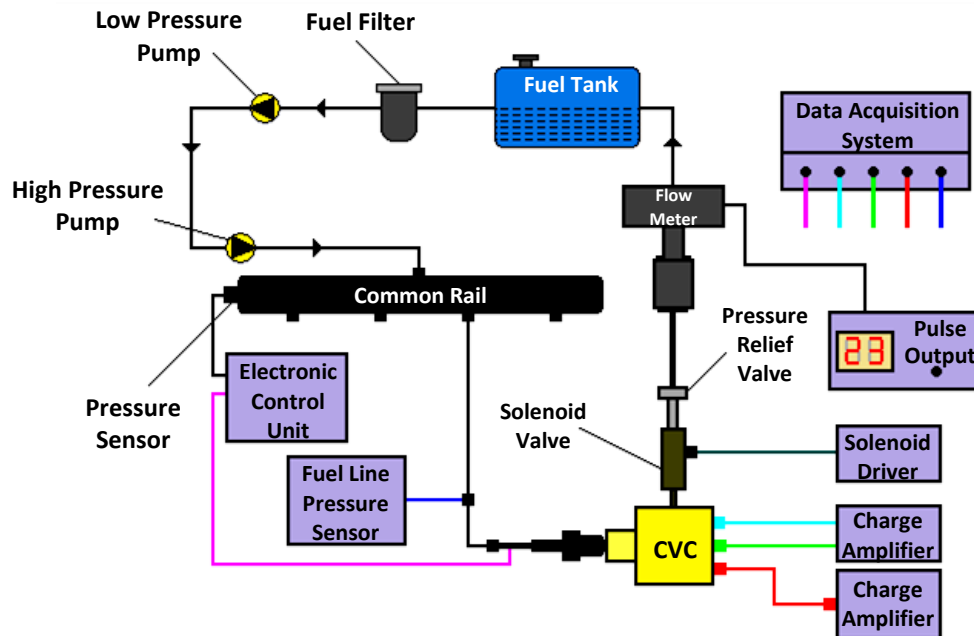 Low Pressure
Pump
Fuel Filter
Fuel Tank
Data Acquisition
System
High Pressure
Pump
Flow
Meter
Common Rail
Pressure
Relief
Valve
23
Pulse
Output
Electronic
Control
Unit
Pressure
Sensor
Solenoid
Valve
Solenoid
Driver
Fuel Line
Pressure
Sensor
CVC
Charge
Amplifier
Charge
Amplifier